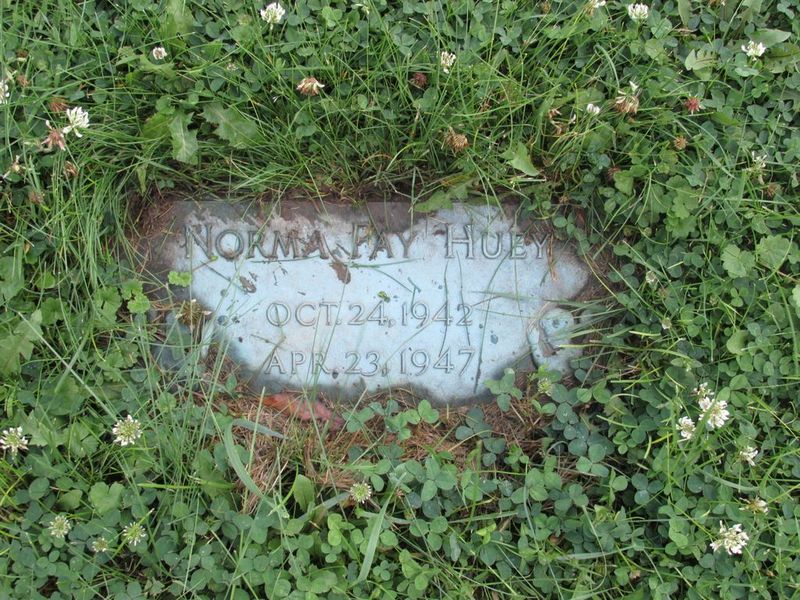 NORMA FAY HUEY
OCT. 24, 1942
APR. 23, 1947